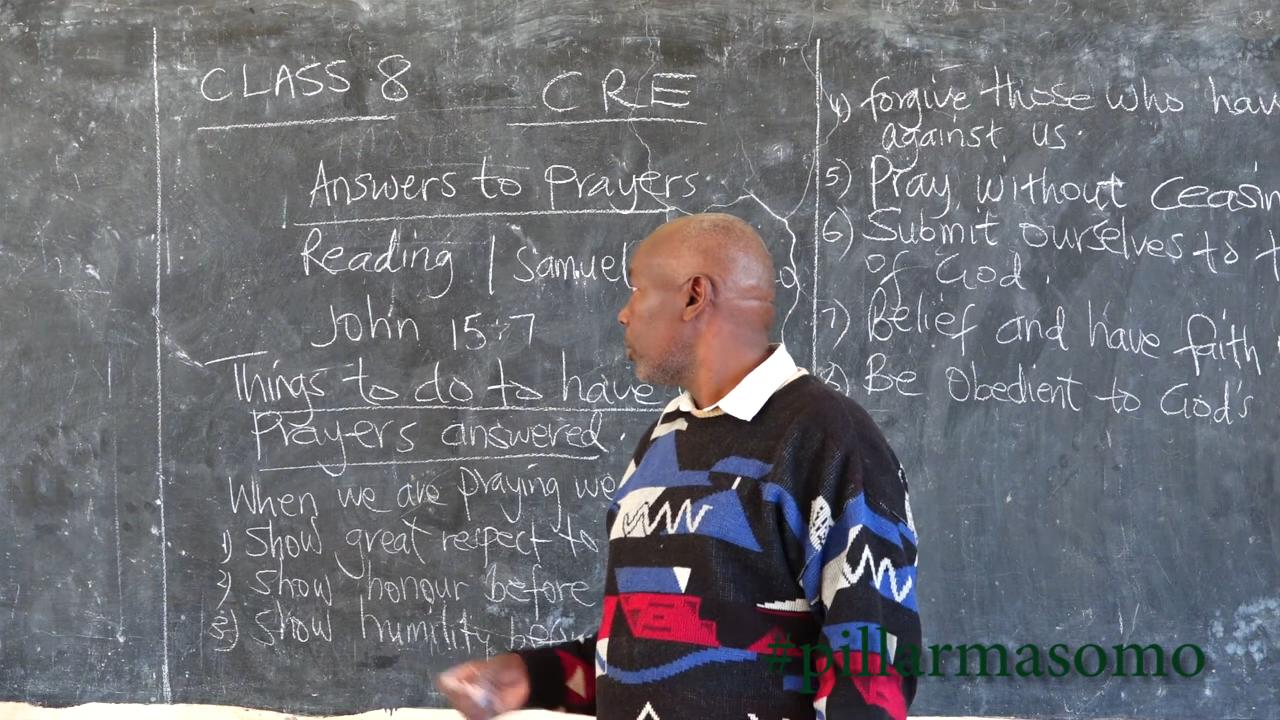 CLASS 8 CRE
Answers to Prayers
Reading 1 Samuel
John 15:7
Things to do to have
Prayers answered.
When we are praying we
1) Show great respect to
2) Show honour before
3) Show humility
4) forgive those who hav
against us.
5) Pray without Ceasin
6) Submit ourselves to t
of God.
7) Belief and have faith
8) Be Obedient to God's
#pillarmasomo